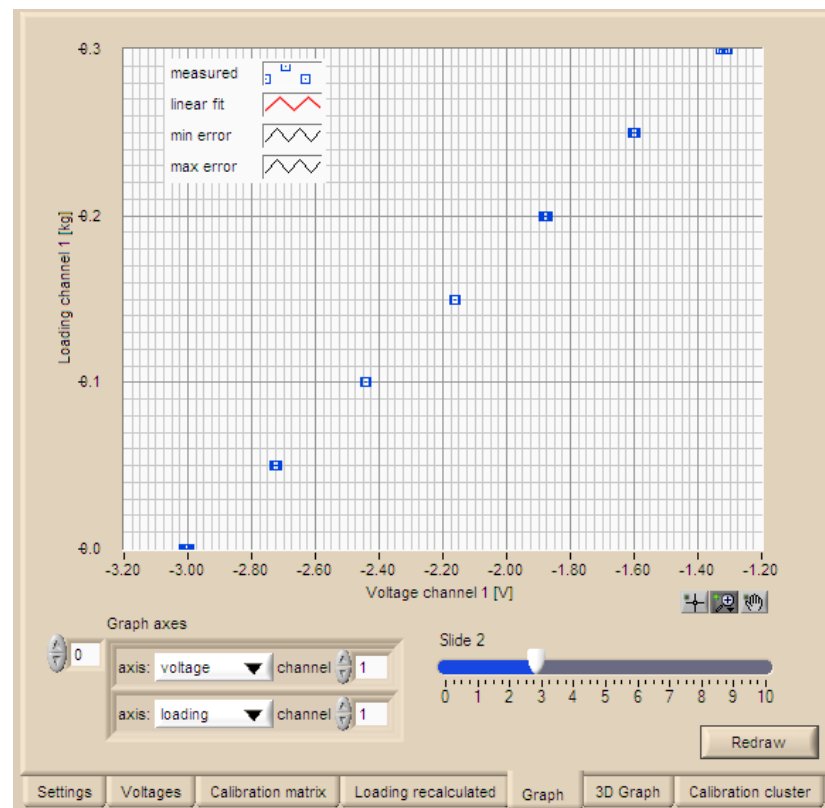 0.3
measured
linear fit
min error
max error
0.2
Loading channel 1 [kg]
0.1
0.0
-3.20 -3.00 -2.80 -2.60 -2.40 -2.20 -2.00 -1.80 -1.60 -1.40 -1.20
Voltage channel 1 [V]
Graph axes
0
axis: voltage channel 1
axis: loading channel 1
Slide 2
0 1 2 3 4 5 6 7 8 9 10
Redraw
Settings Voltages Calibration matrix Loading recalculated Graph 3D Graph Calibration cluster